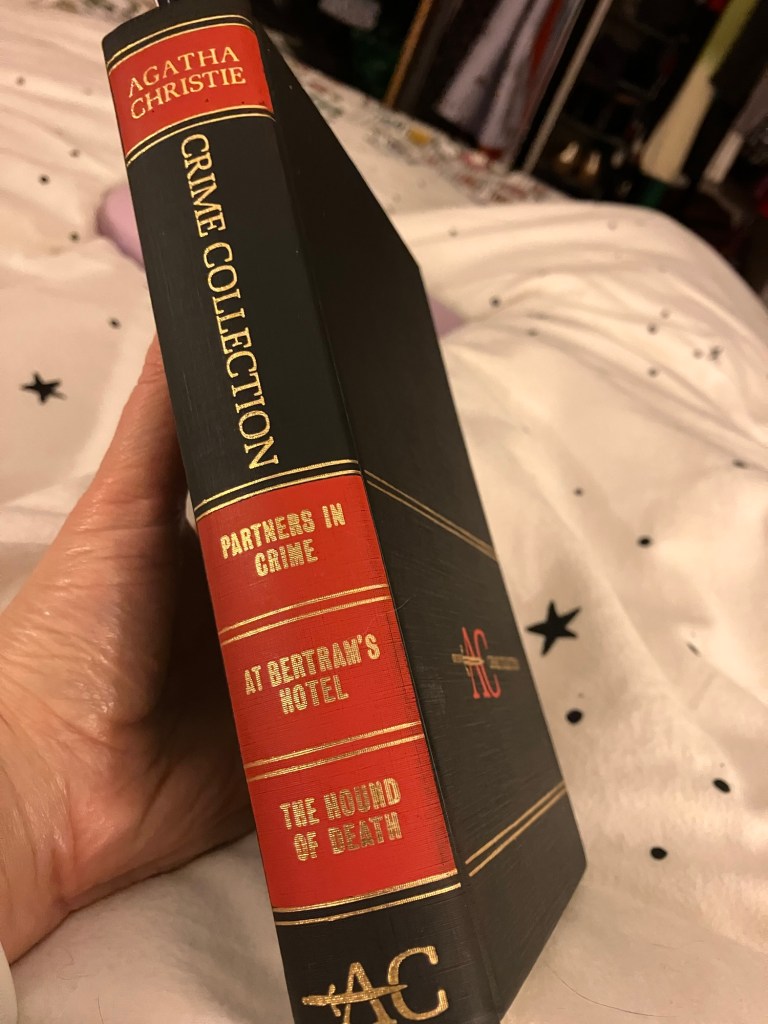 AGATHA
CHRISTIE
CRIME COLLECTION
PARTNERS IN
CRIME
AT BERTRAM'S
HOTEL
THE HOUND
OF DEATH
AC
AC